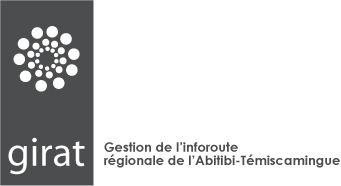 girat
Gestion de l'inforoute
régionale de l'Abitibi-Témiscamingue